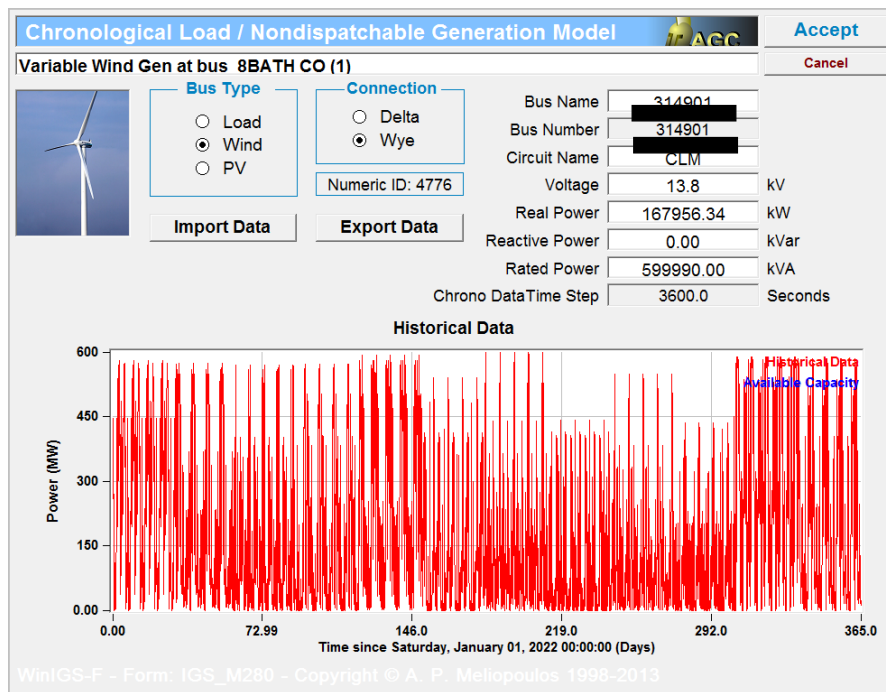 Chronological Load / Nondispatchable Generation Model
AGC
Accept
Variable Wind Gen at bus 8BATH CO (1)
Cancel
Bus Type
Load
Wind
PV
Connection
Delta
Wye
Numeric ID: 4776
Import Data
Export Data
Bus Name 314901
Bus Number 314901
Circuit Name CLM
Voltage 13.8 kV
Real Power 167956.34 kW
Reactive Power 0.00 kVar
Rated Power 599990.00 kVA
Chrono DataTime Step 3600.0 Seconds
Historical Data
Historical Data
Available Capacity
Power (MW)
600
450
300
150
0.00
0.00 72.99 146.0 219.0 292.0 365.0
Time since Saturday, January 01, 2022 00:00:00 (Days)
WinIGS-F - Form: IGS_M280 - Copyright © A. P. Meliopoulos 1998-2013